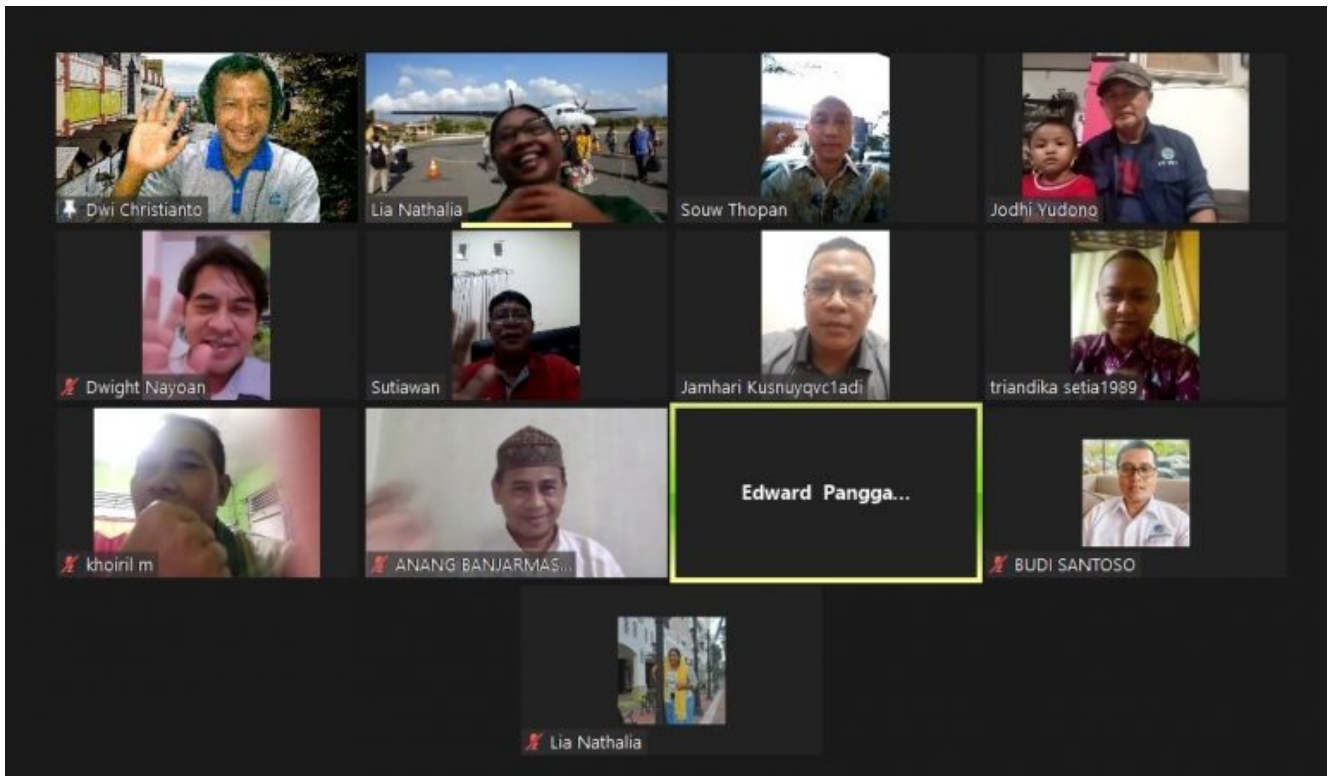 Dwi Christianto
Lia Nathalia
Souw Thopan
Jodhi Yudono
Dwight Nayoan
Sutiawan
Jamhari Kusnuyqvc1adi
triandika setia1989
khoiril m
ANANG BANJARMAS...
Edward Pangga...
BUDI SANTOSO
Lia Nathalia